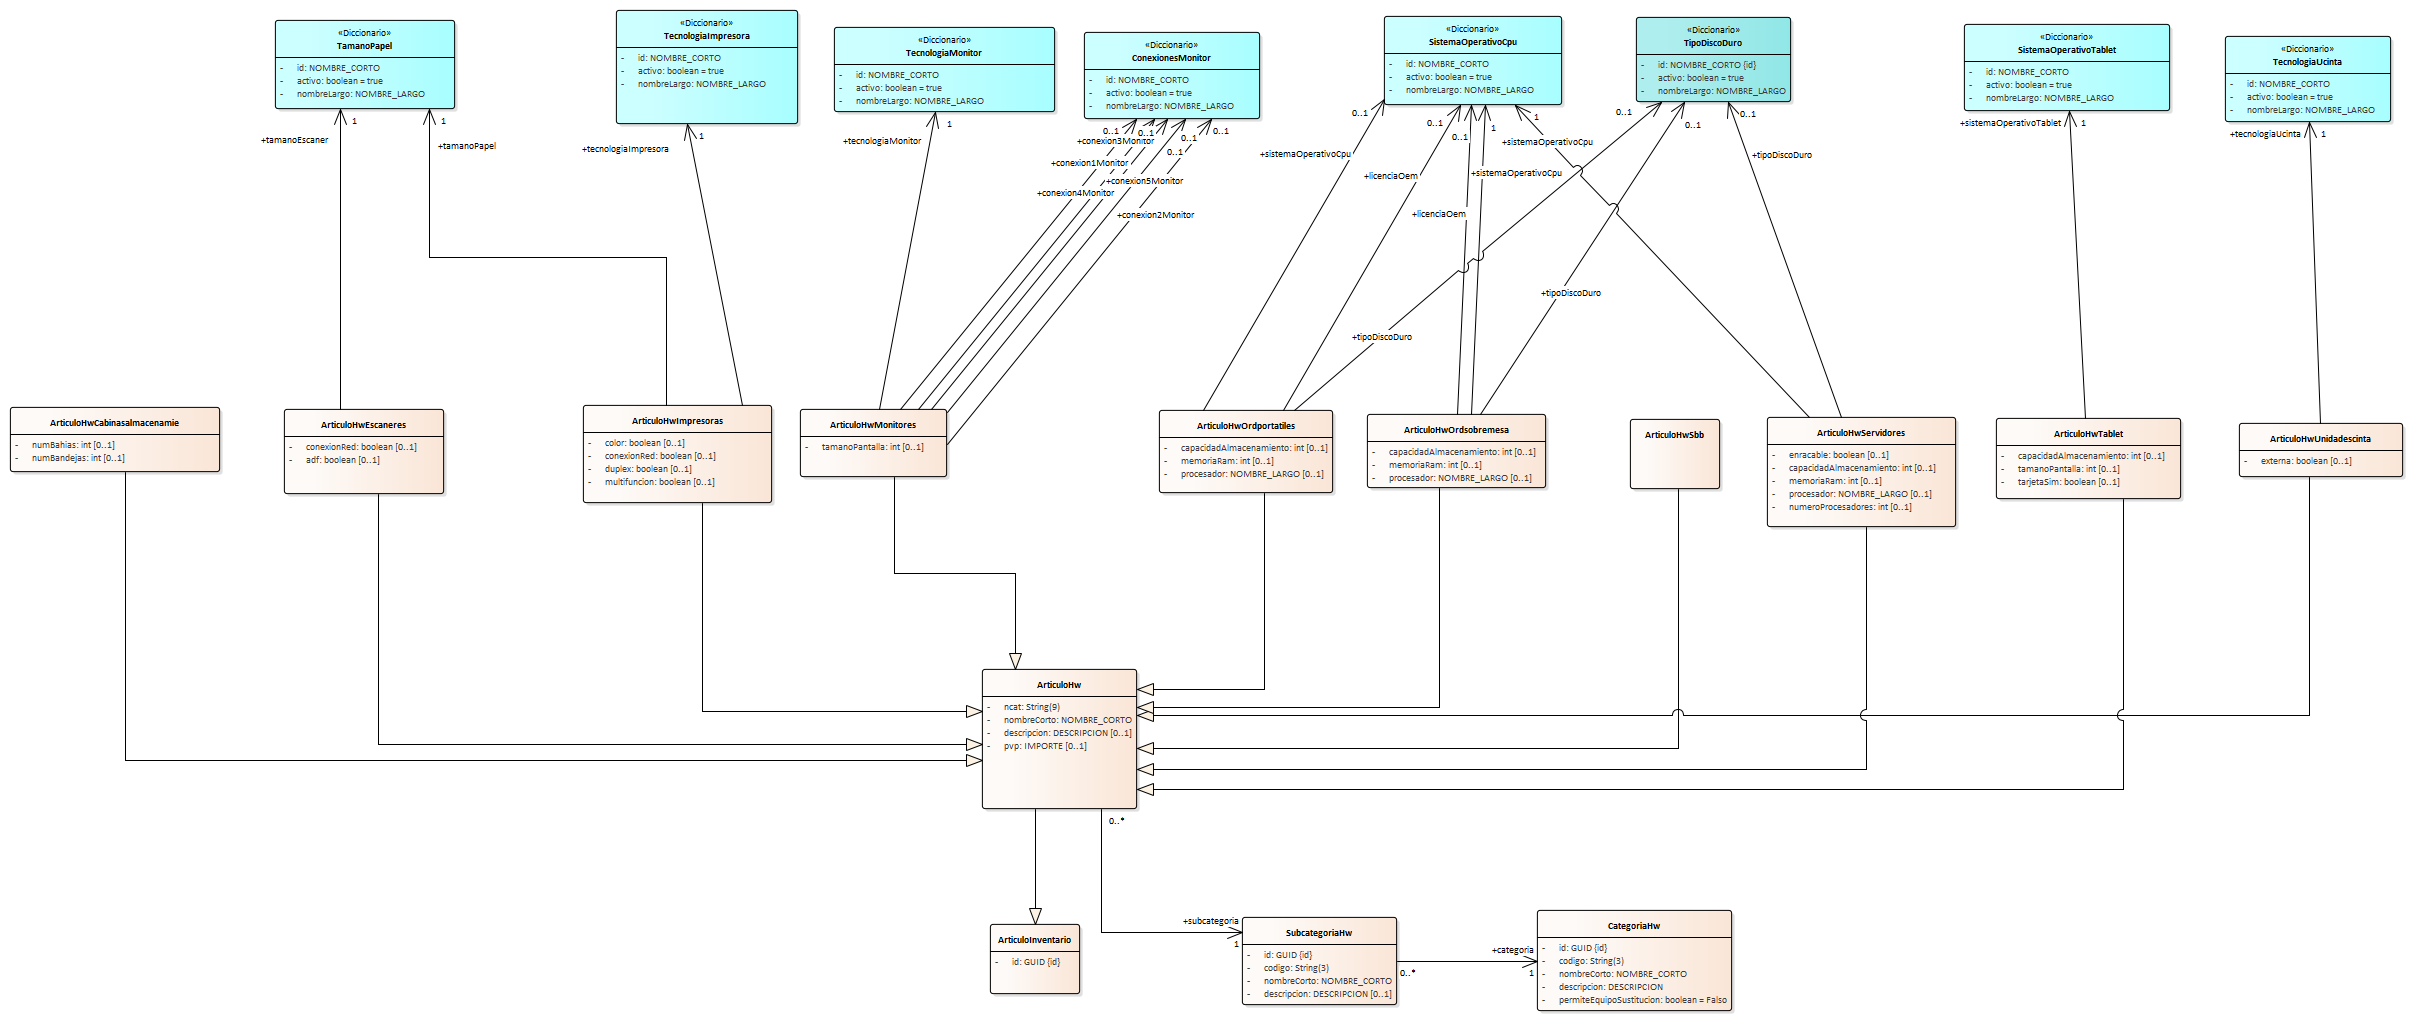 «Diccionario»
TamanoPapel
- id: NOMBRE_CORTO
- activo: boolean = true
- nombreLargo: NOMBRE_LARGO
«Diccionario»
TecnologiaImpresora
- id: NOMBRE_CORTO
- activo: boolean = true
- nombreLargo: NOMBRE_LARGO
«Diccionario»
TecnologiaMonitor
- id: NOMBRE_CORTO
- activo: boolean = true
- nombreLargo: NOMBRE_LARGO
«Diccionario»
ConexionesMonitor
- id: NOMBRE_CORTO
- activo: boolean = true
- nombreLargo: NOMBRE_LARGO
«Diccionario»
SistemaOperativoCpu
- id: NOMBRE_CORTO
- activo: boolean = true
- nombreLargo: NOMBRE_LARGO
«Diccionario»
TipoDiscoDuro
- id: NOMBRE_CORTO {id}
- activo: boolean = true
- nombreLargo: NOMBRE_LARGO
«Diccionario»
SistemaOperativoTablet
- id: NOMBRE_CORTO
- activo: boolean = true
- nombreLargo: NOMBRE_LARGO
«Diccionario»
TecnologiaUcinta
- id: NOMBRE_CORTO
- activo: boolean = true
- nombreLargo: NOMBRE_LARGO
+tamanoEscaner
1
1
+tamanoPapel
+tecnologiaImpresora
1
+tecnologiaMonitor
1
0..1
0..1
0..1
0..1
0..1
+conexion3Monitor
+conexion1Monitor
+conexion5Monitor
+conexion4Monitor
+conexion2Monitor
0..1
+sistemaOperativoCpu
0..1
+licenciaOem
0..1
+licenciaOem
1
+sistemaOperativoCpu
1
+sistemaOperativoCpu
0..1
+tipoDiscoDuro
0..1
+tipoDiscoDuro
0..1
+tipoDiscoDuro
+sistemaOperativoTablet
1
+tecnologiaUcinta
1
ArticuloHwCabinasalmacenamie
- numBahias: int [0..1]
- numBandejas: int [0..1]
ArticuloHwEscaneres
- conexionRed: boolean [0..1]
- adf: boolean [0..1]
ArticuloHwImpresoras
- color: boolean [0..1]
- conexionRed: boolean [0..1]
- duplex: boolean [0..1]
- multifuncion: boolean [0..1]
ArticuloHwMonitores
- tamanoPantalla: int [0..1]
ArticuloHwOrdportatiles
- capacidadAlmacenamiento: int [0..1]
- memoriaRam: int [0..1]
- procesador: NOMBRE_LARGO [0..1]
ArticuloHwOrdsobremesa
- capacidadAlmacenamiento: int [0..1]
- memoriaRam: int [0..1]
- procesador: NOMBRE_LARGO [0..1]
ArticuloHwSbb
ArticuloHwServidores
- enracable: boolean [0..1]
- capacidadAlmacenamiento: int [0..1]
- memoriaRam: int [0..1]
- procesador: NOMBRE_LARGO [0..1]
- numeroProcesadores: int [0..1]
ArticuloHwTablet
- capacidadAlmacenamiento: int [0..1]
- tamanoPantalla: int [0..1]
- tarjetaSim: boolean [0..1]
ArticuloHwUnidadescinta
- externa: boolean [0..1]
ArticuloHw
- ncat: String(9)
- nombreCorto: NOMBRE_CORTO
- descripcion: DESCRIPCION [0..1]
- pvp: IMPORTE [0..1]
0..*
ArticuloInventario
- id: GUID {id}
+subcategoria
1
SubcategoriaHw
- id: GUID {id}
- codigo: String(3)
- nombreCorto: NOMBRE_CORTO
- descripcion: DESCRIPCION [0..1]
0..*
+categoria
1
CategoriaHw
- id: GUID {id}
- codigo: String(3)
- nombreCorto: NOMBRE_CORTO
- descripcion: DESCRIPCION
- permiteEquipoSustitucion: boolean = Falso